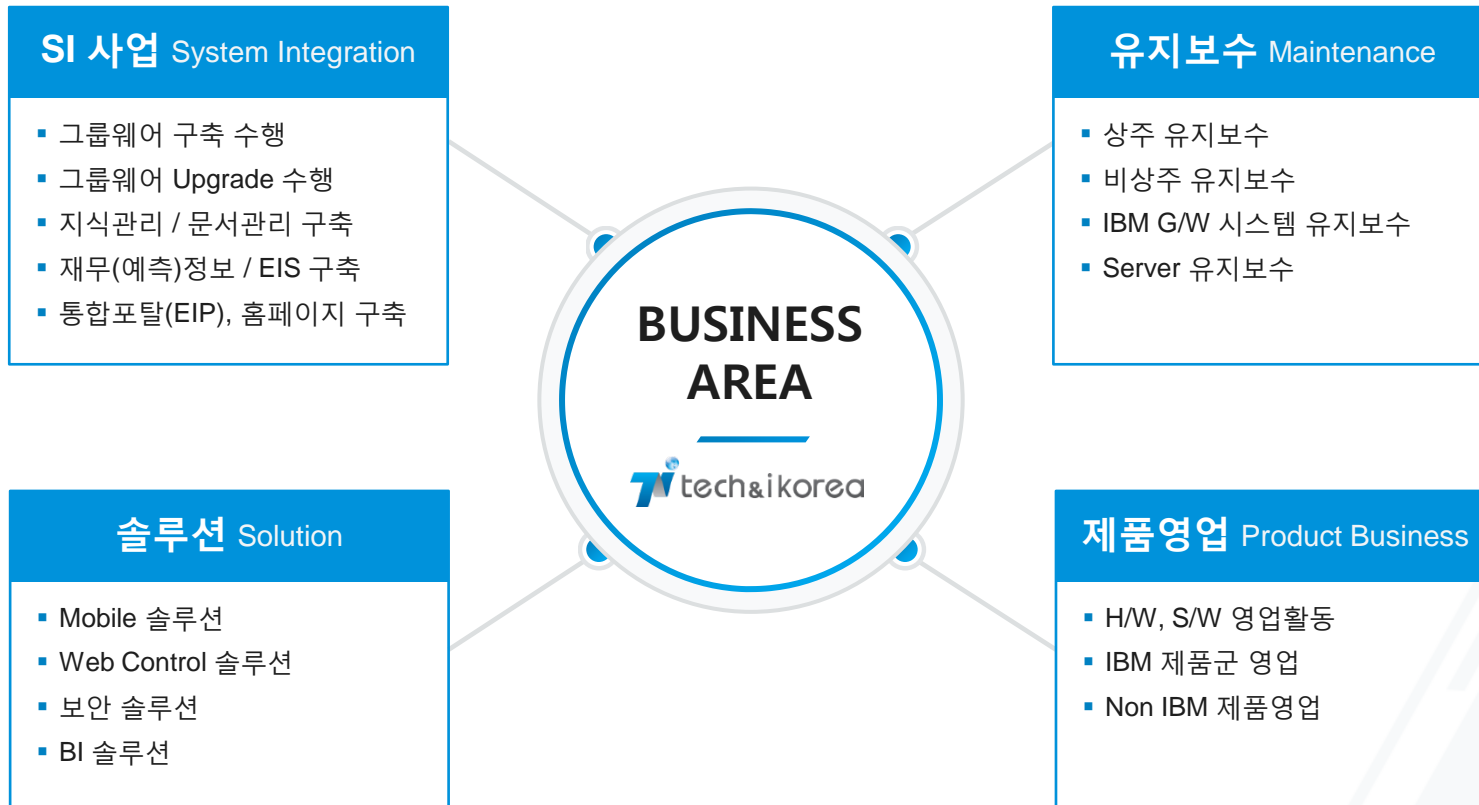 SI 사업 System Integration
▪ 그룹웨어 구축 수행
▪ 그룹웨어 Upgrade 수행
▪ 지식관리 / 문서관리 구축
▪ 재무(예측)정보 / EIS 구축
▪ 통합포탈(EIP), 홈페이지 구축
유지보수 Maintenance
▪ 상주 유지보수
▪ 비상주 유지보수
▪ IBM G/W 시스템 유지보수
▪ Server 유지보수
BUSINESS
AREA
Ti tech&ikorea
솔루션 Solution
▪ Mobile 솔루션
▪ Web Control 솔루션
▪ 보안 솔루션
▪ BI 솔루션
제품영업 Product Business
▪ H/W, S/W 영업활동
▪ IBM 제품군 영업
▪ Non IBM 제품영업